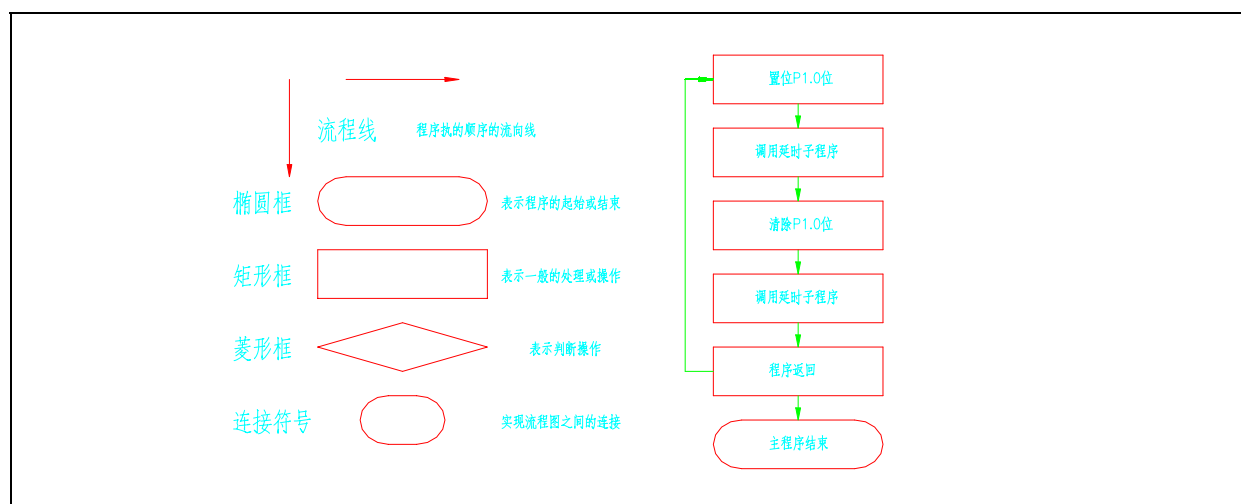 流程线
程序执的顺序的流向线
椭圆框
表示程序的起始或结束
矩形框
表示一般的处理或操作
菱形框
表示判断操作
连接符号
实现流程图之间的连接
置位P1.0位
调用延时子程序
清除P1.0位
调用延时子程序
程序返回
主程序结束